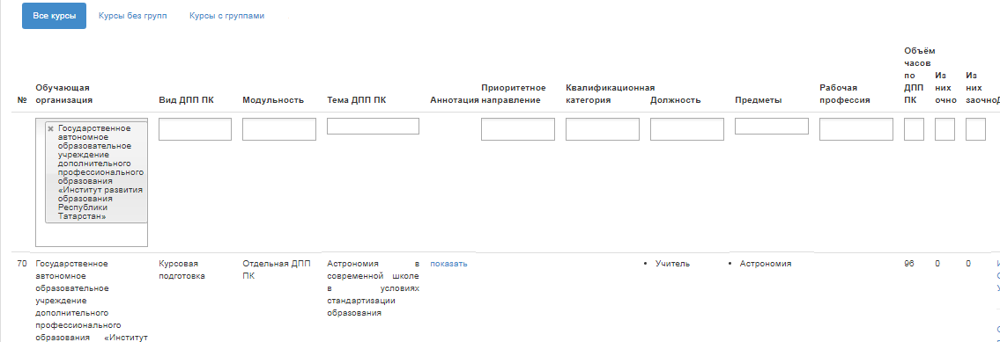 Все курсы Курсы без групп Курсы с группами
№ Обучающая организация Вид ДПП ПК Модульность Тема ДПП ПК Аннотация Приоритетное направление Квалификационная категория Должность Предметы Рабочая профессия Объём часов по ДПП ПК Из них очно Из них заочно
× Государственное
автономное
образовательное
учреждение
дополнительного
профессионального
образования
«Институт развития
образования
Республики
Татарстан»
70 Государственное Курсовая Отдельная ДПП Астрономия в показать • Учитель • Астрономия 96 0 0
автономное подготовка ПК современной школе
образовательное в условиях
учреждение стандартизации
дополнительного образования
профессионального
образования «Институт